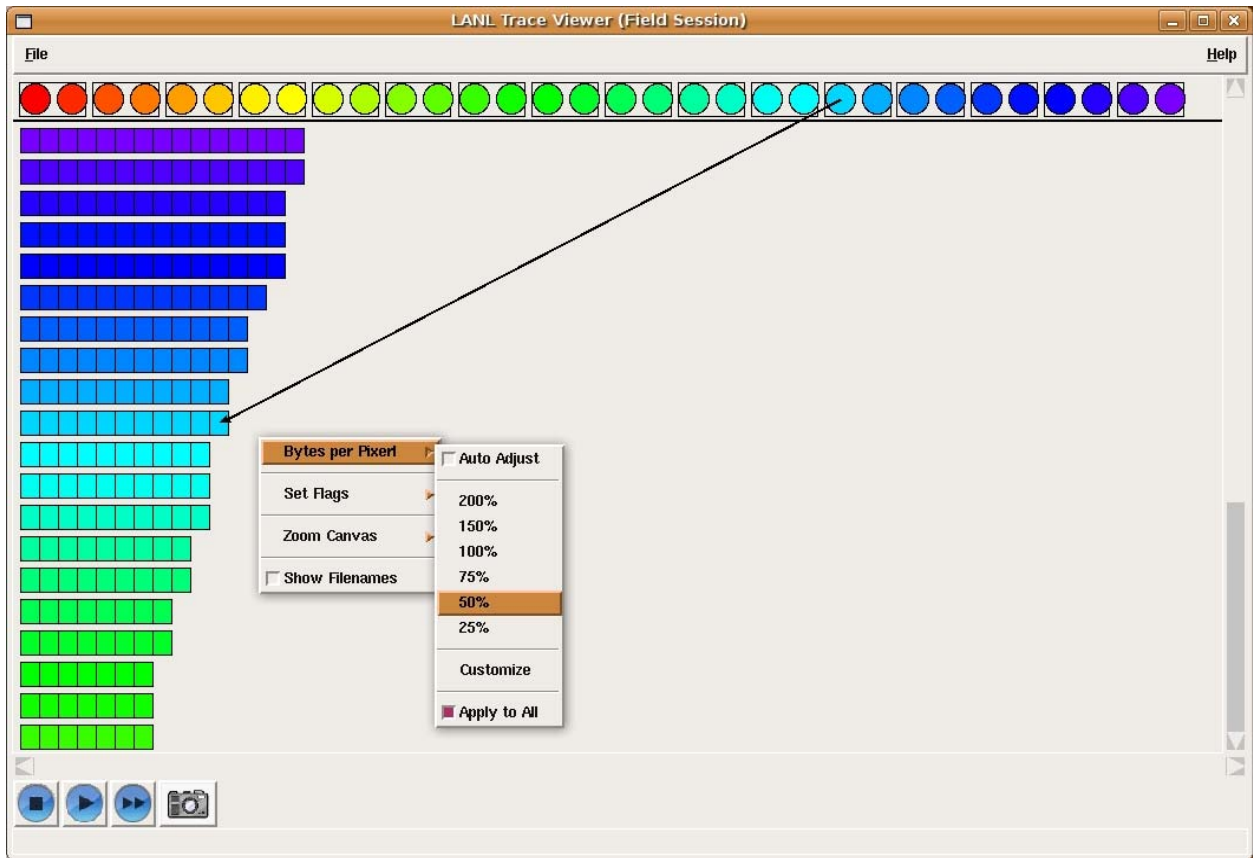 LANL Trace Viewer (Field Session)
File
Help
Bytes per Pixerl
Set Flags
Zoom Canvas
Show Filenames
Auto Adjust
200%
150%
100%
75%
50%
25%
Customize
Apply to All